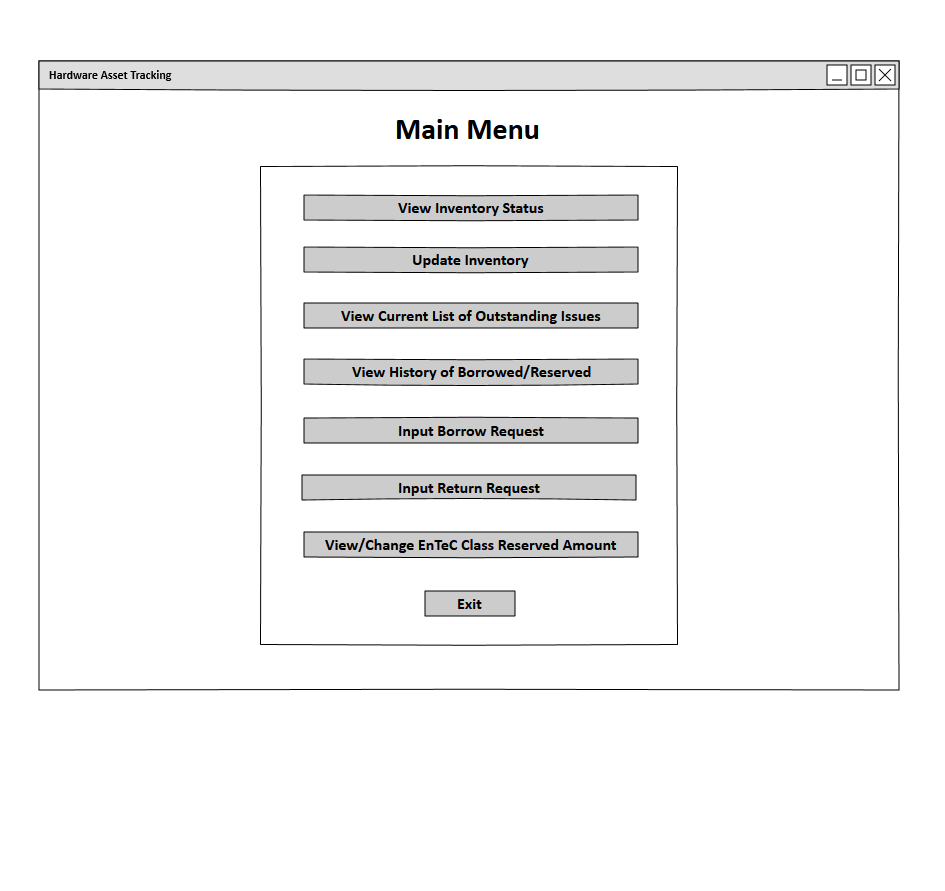 Hardware Asset Tracking
Main Menu
View Inventory Status
Update Inventory
View Current List of Outstanding Issues
View History of Borrowed/Reserved
Input Borrow Request
Input Return Request
View/Change EnTeC Class Reserved Amount
Exit